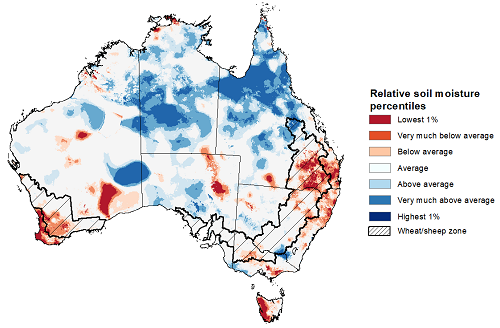 Relative soil moisture
percentiles
Lowest 1%
Very much below average
Below average
Average
Above average
Very much above average
Highest 1%
Wheat/sheep zone